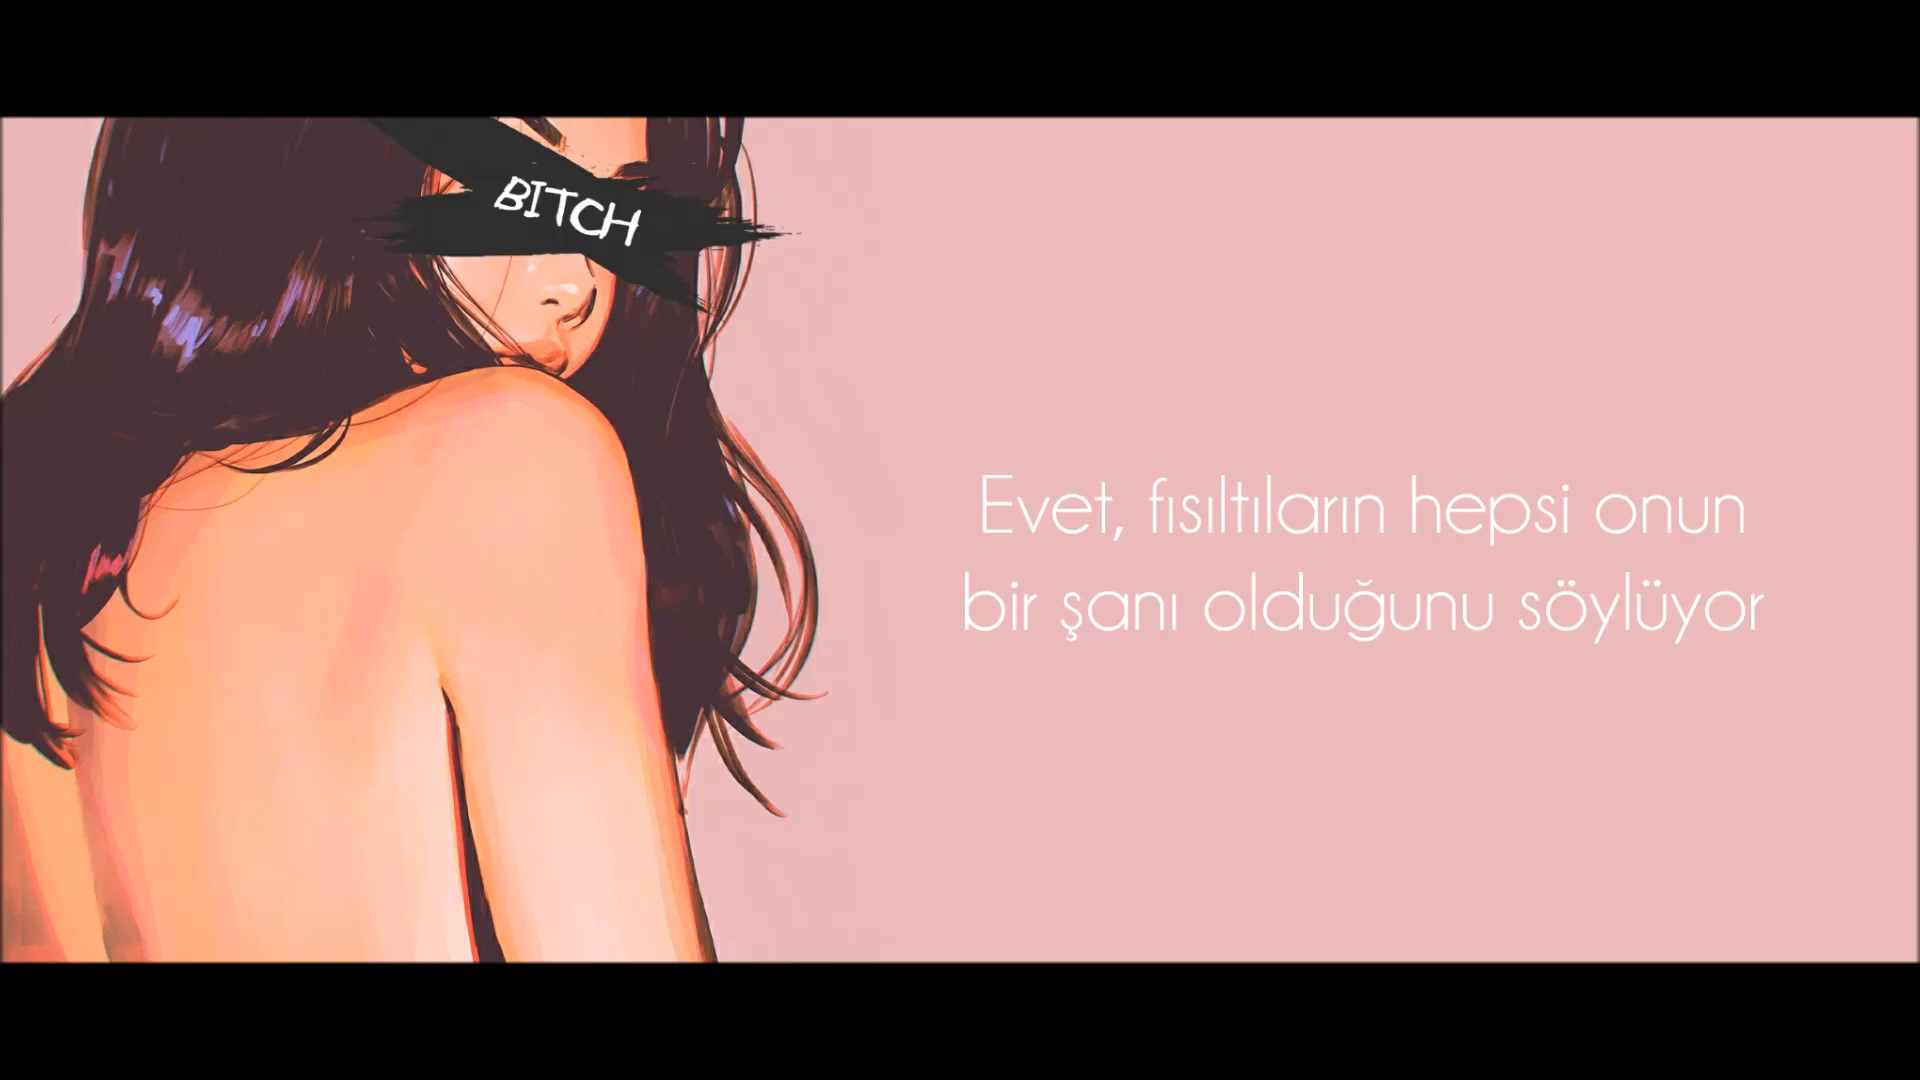 BITCH
Evet, fısıltıların hepsi onun
bir şanı olduğunu söylüyor